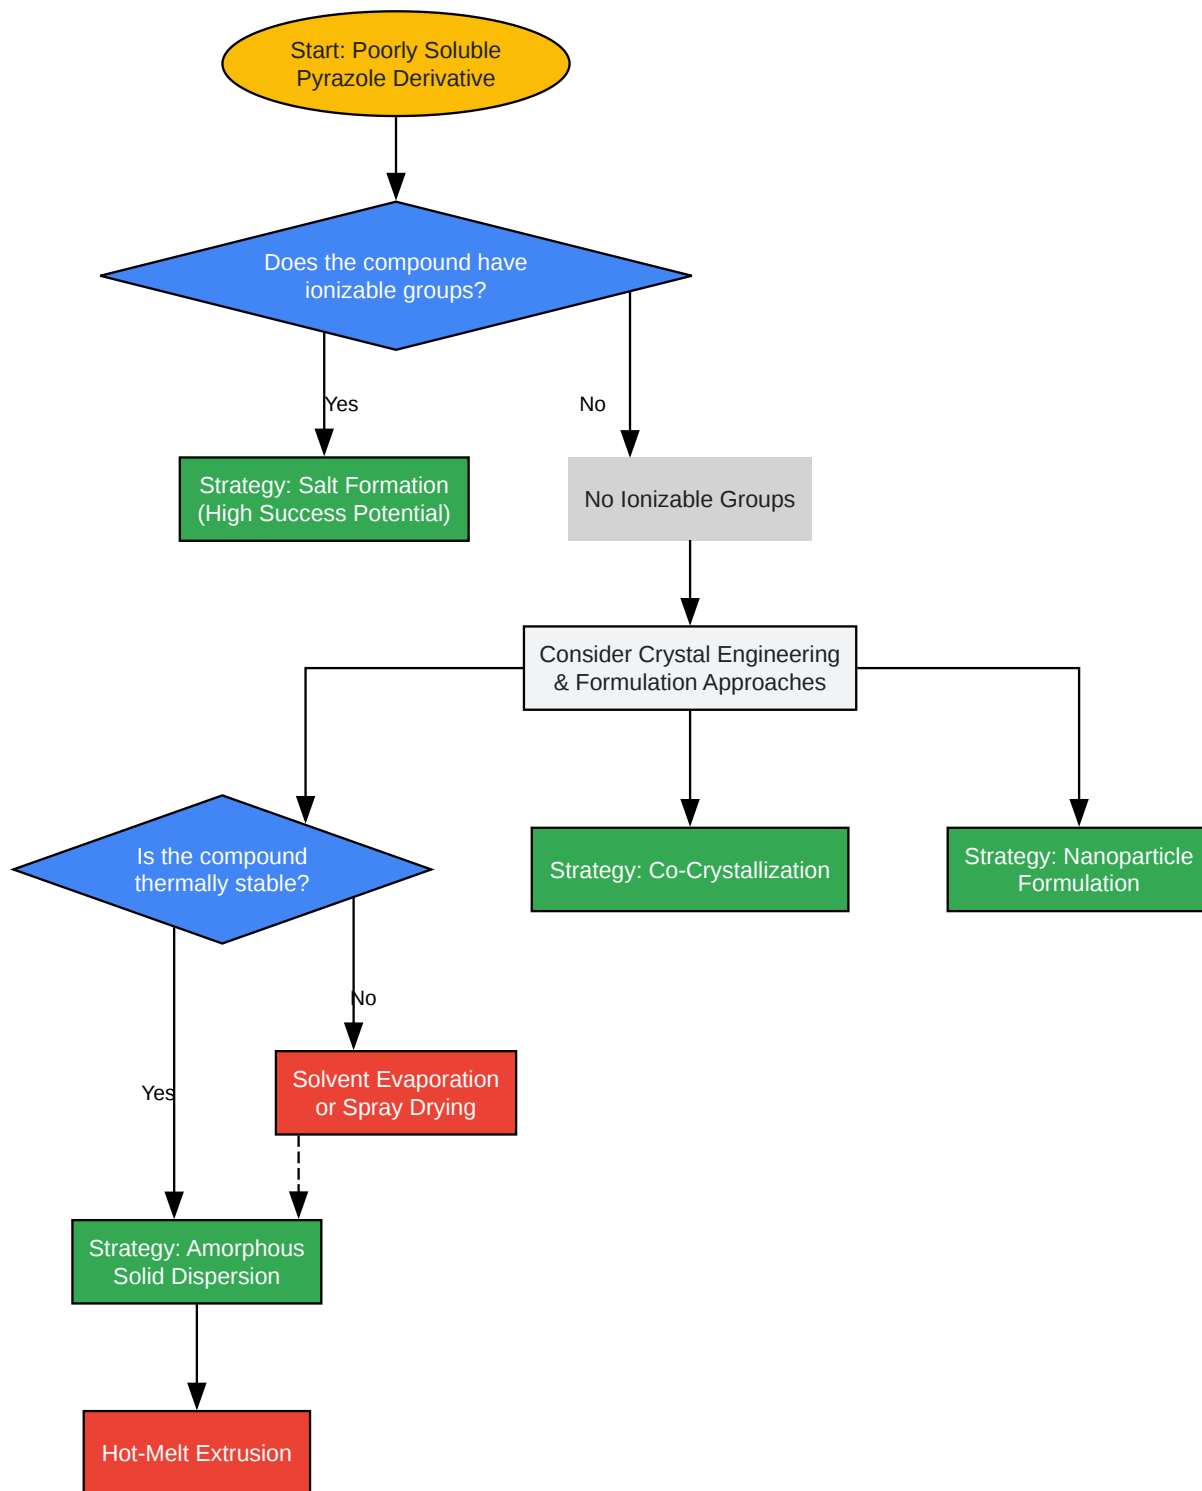 Start: Poorly Soluble
Pyrazole Derivative
Does the compound have
ionizable groups?
Yes
No
Strategy: Salt Formation
(High Success Potential)
No Ionizable Groups
Consider Crystal Engineering
& Formulation Approaches
Is the compound
thermally stable?
Strategy: Co-Crystallization
Strategy: Nanoparticle
Formulation
No
Yes
Solvent Evaporation
or Spray Drying
Strategy: Amorphous
Solid Dispersion
Hot-Melt Extrusion